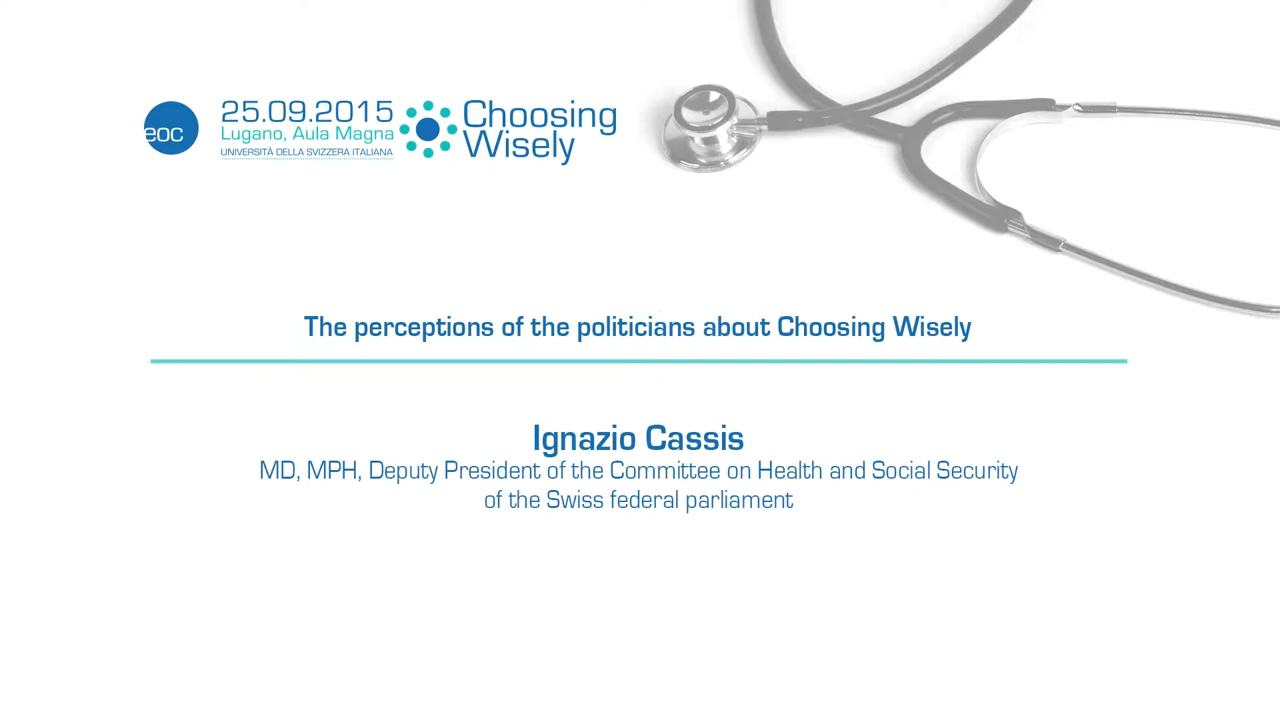 eoc
25.09.2015
Lugano, Aula Magna
UNIVERSITÀ DELLA SVIZZERA ITALIANA
Choosing
Wisely
The perceptions of the politicians about Choosing Wisely
Ignazio Cassis
MD, MPH, Deputy President of the Committee on Health and Social Security
of the Swiss federal parliament